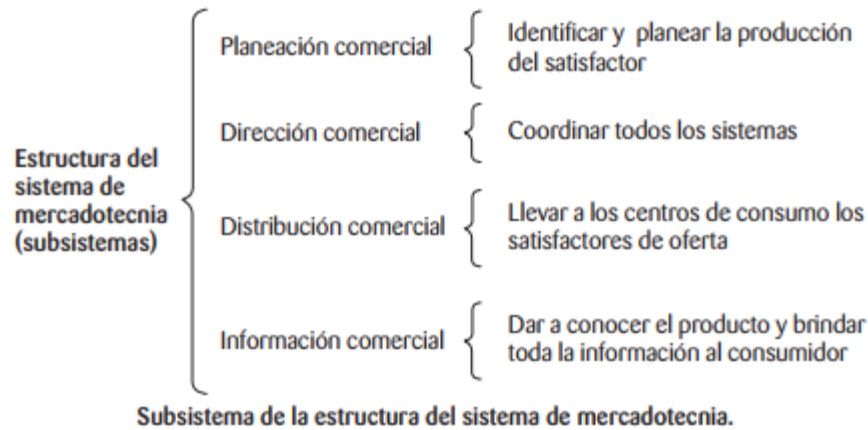 Estructura del
sistema de
mercadotecnia
(subsistemas)
Planeación comercial
Identificar y planear la producción
del satisfactor
Dirección comercial
Coordinar todos los sistemas
Distribución comercial
Llevar a los centros de consumo los
satisfactores de oferta
Información comercial
Dar a conocer el producto y brindar
toda la información al consumidor
Subsistema de la estructura del sistema de mercadotecnia.